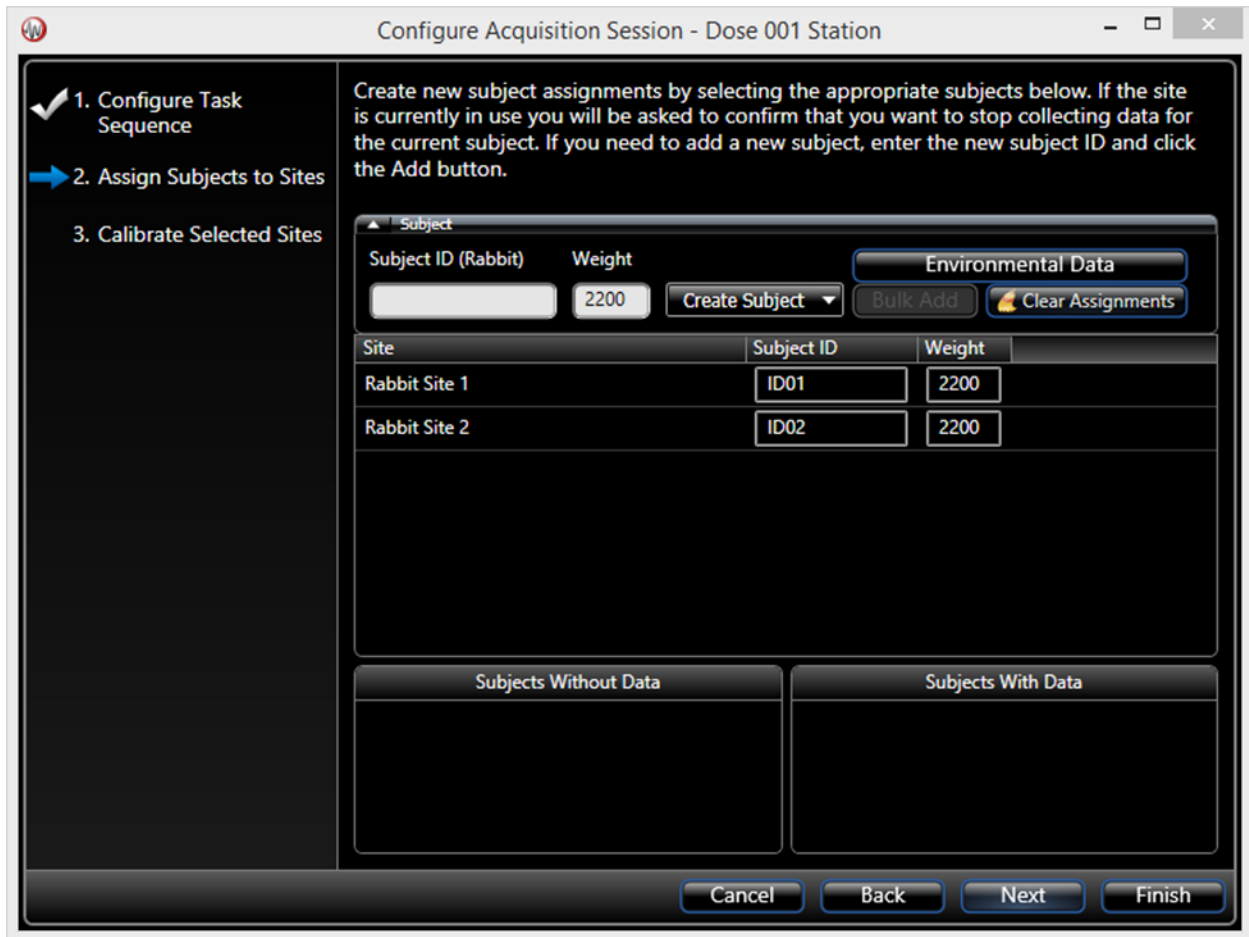 Configure Acquisition Session - Dose 001 Station
1. Configure Task
Sequence
2. Assign Subjects to Sites
3. Calibrate Selected Sites
Create new subject assignments by selecting the appropriate subjects below. If the site
is currently in use you will be asked to confirm that you want to stop collecting data for
the current subject. If you need to add a new subject, enter the new subject ID and click
the Add button.
Subject
Subject ID (Rabbit) Weight
Environmental Data
2200 Create Subject Bulk Add Clear Assignments
Site Subject ID Weight
Rabbit Site 1 ID01 2200
Rabbit Site 2 ID02 2200
Subjects Without Data Subjects With Data
Cancel Back Next Finish